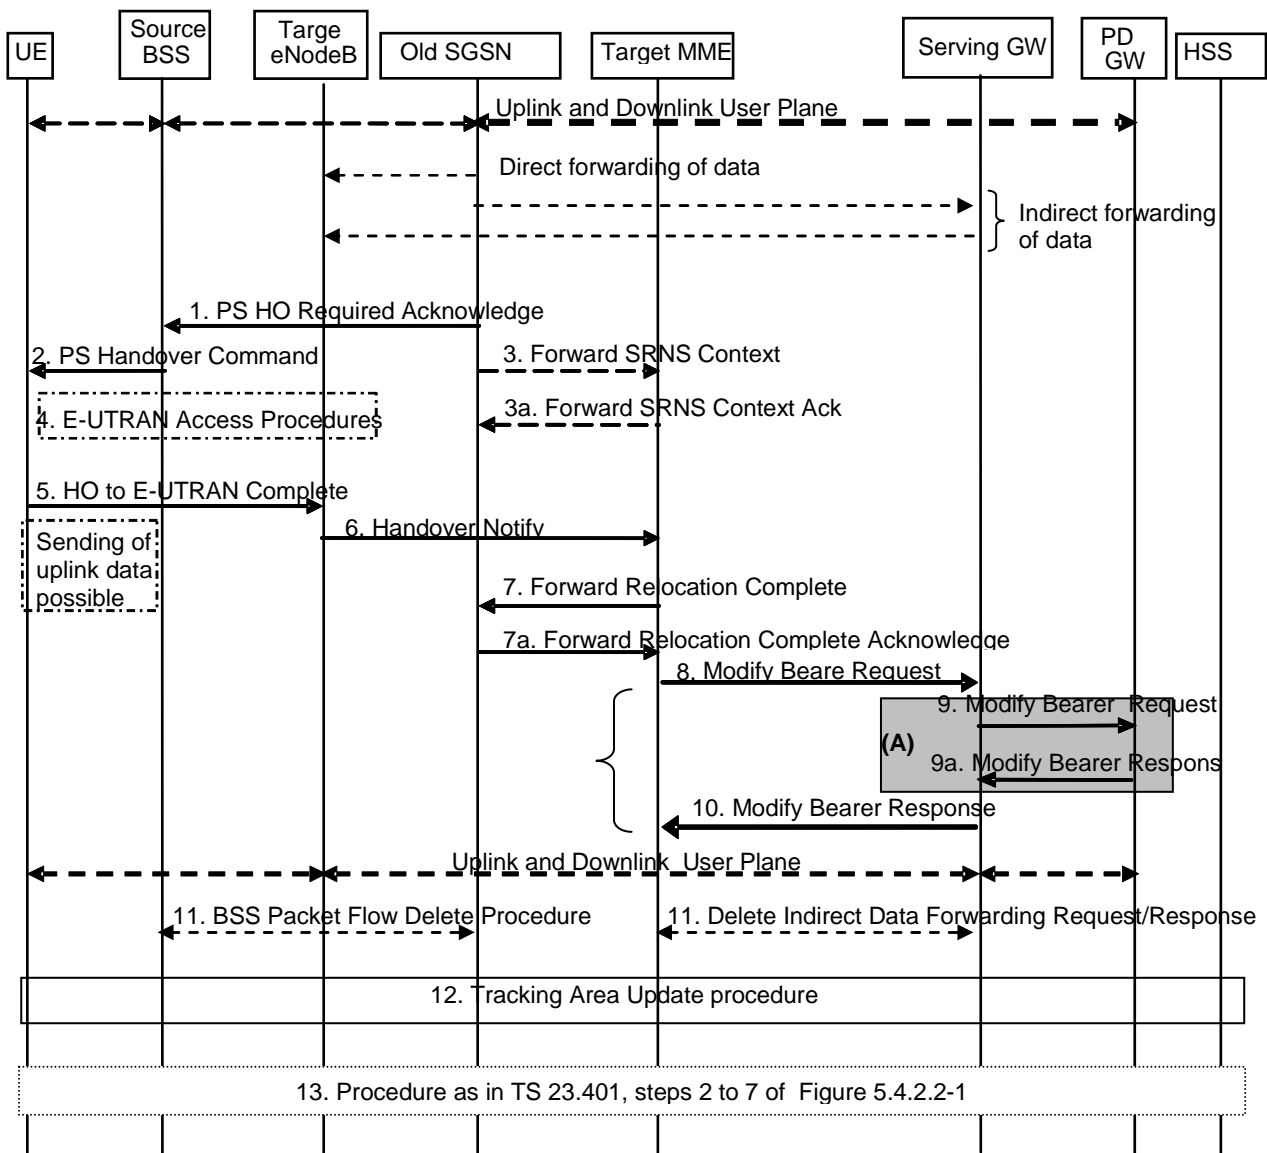 UE
Source
BSS
Targe
eNodeB
Old SGSN
Target MME
Serving GW
PD
GW
HSS
Uplink and Downlink User Plane
Direct forwarding of data
Indirect forwarding
of data
1. PS HO Required Acknowledge
2. PS Handover Command
3. Forward SRNS Context
4. E-UTRAN Access Procedures
3a. Forward SRNS Context Ack
5. HO to E-UTRAN Complete
6. Handover Notify
Sending of
uplink data
possible
7. Forward Relocation Complete
7a. Forward Relocation Complete Acknowledge
8. Modify Beare Request
9. Modify Bearer Request
(A)
9a. Modify Bearer Respons
10. Modify Bearer Response
Uplink and Downlink User Plane
11. BSS Packet Flow Delete Procedure
11. Delete Indirect Data Forwarding Request/Response
12. Tracking Area Update procedure
13. Procedure as in TS 23.401, steps 2 to 7 of Figure 5.4.2.2-1